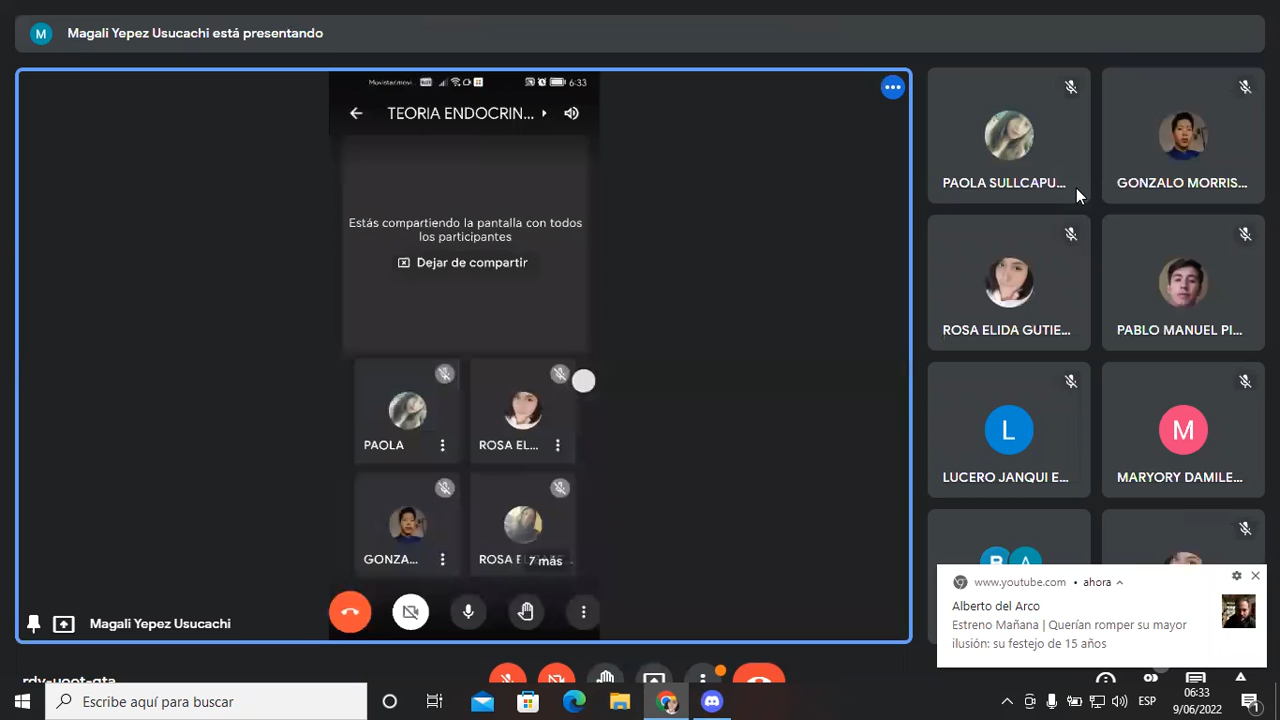 M Magali Yepez Usucachi está presentando
6:33
TEORIA ENDOCRIN...
Estás compartiendo la pantalla con todos
los participantes
Dejar de compartir
PAOLA
ROSA EL...
GONZA...
ROSA E
7 más
Magali Yepez Usucachi
PAOLA SULLCAPU...
GONZALO MORRIS...
ROSA ELIDA GUTIE...
PABLO MANUEL PI...
L
LUCERO JANQUI E...
M
MARYORY DAMILE...
www.youtube.com • ahora
Alberto del Arco
Estreno Mañana | Querían romper su mayor
ilusión: su festejo de 15 años
Escribe aquí para buscar
ESP
06:33
9/06/2022
1